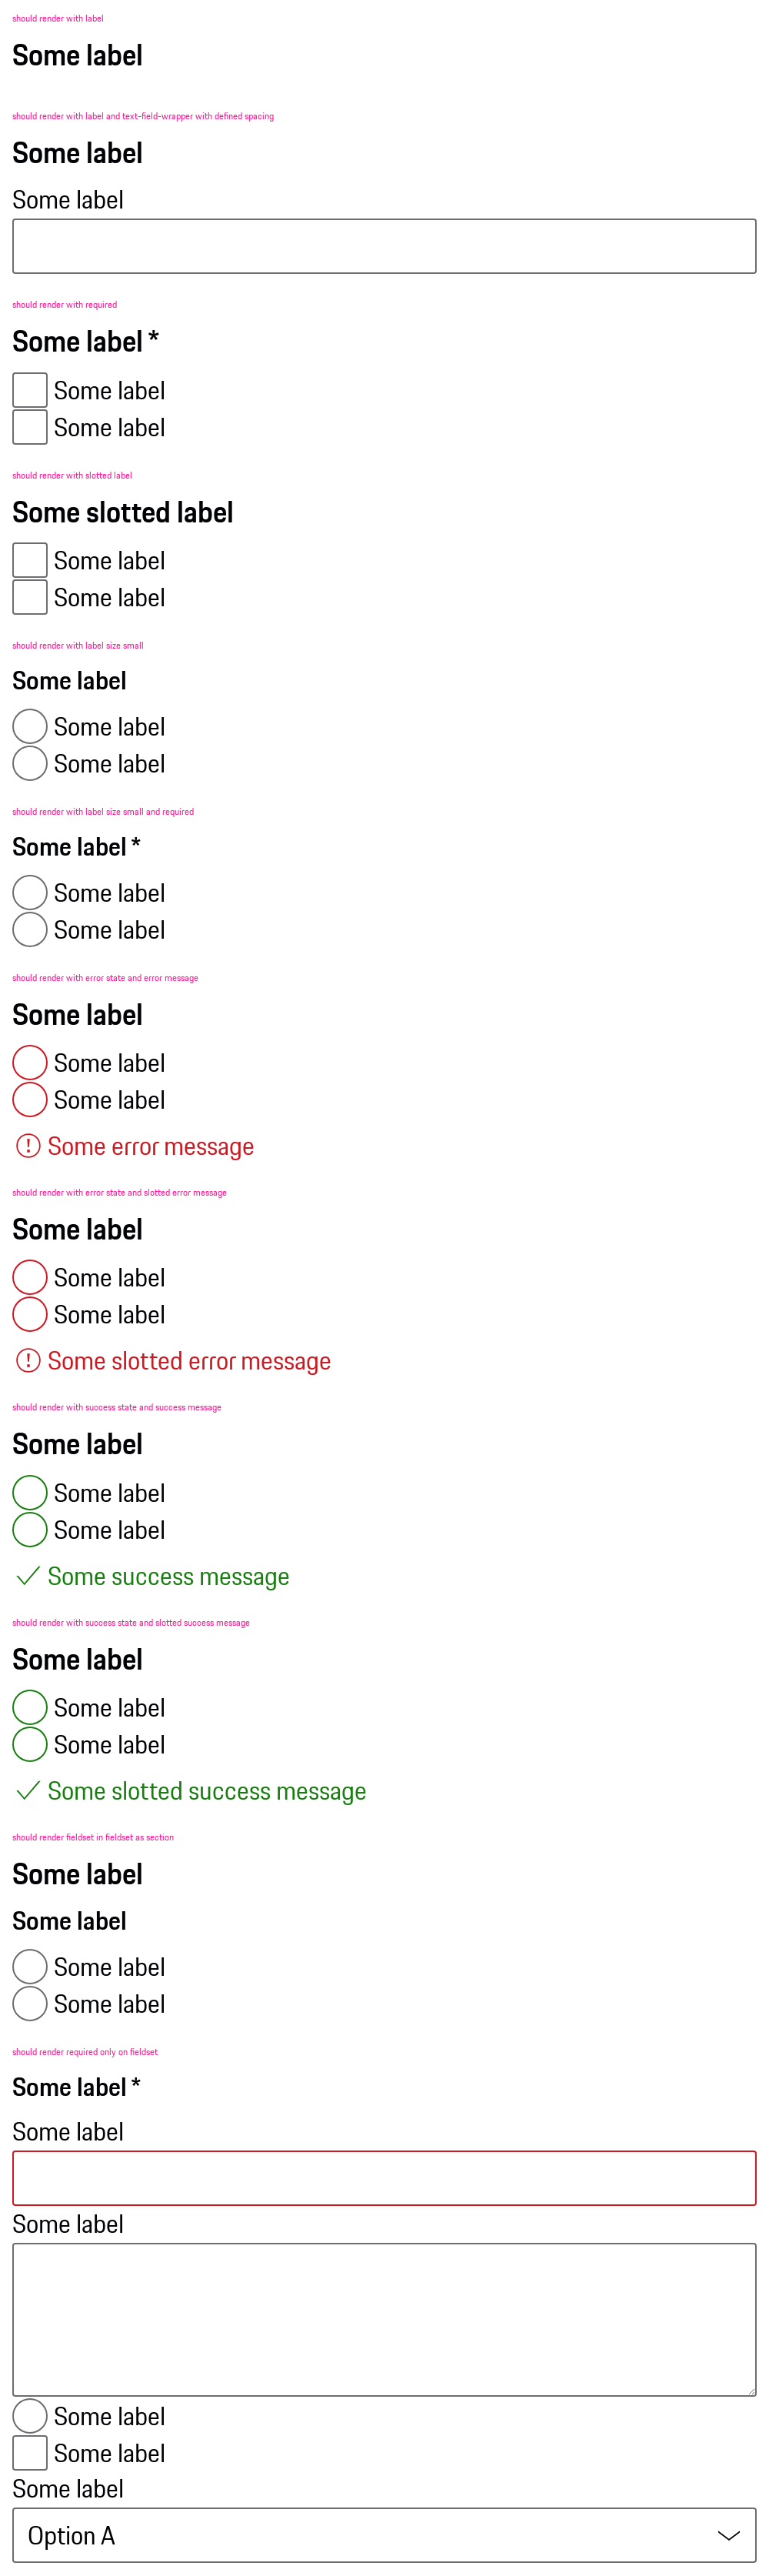 should render with label
Some label
should render with label and text-field-wrapper with defined spacing
Some label
Some label
should render with required
Some label *
Some label
Some label
should render with slotted label
Some slotted label
Some label
Some label
should render with label size small
Some label
Some label
Some label
should render with label size small and required
Some label *
Some label
Some label
should render with error state and error message
Some label
Some label
Some label
Some error message
should render with error state and slotted error message
Some label
Some label
Some label
Some slotted error message
should render with success state and success message
Some label
Some label
Some label
Some success message
should render with success state and slotted success message
Some label
Some label
Some label
Some slotted success message
should render fieldset in fieldset as section
Some label
Some label
Some label
Some label
should render required only on fieldset
Some label *
Some label
Some label
Some label
Some label
Some label
Option A